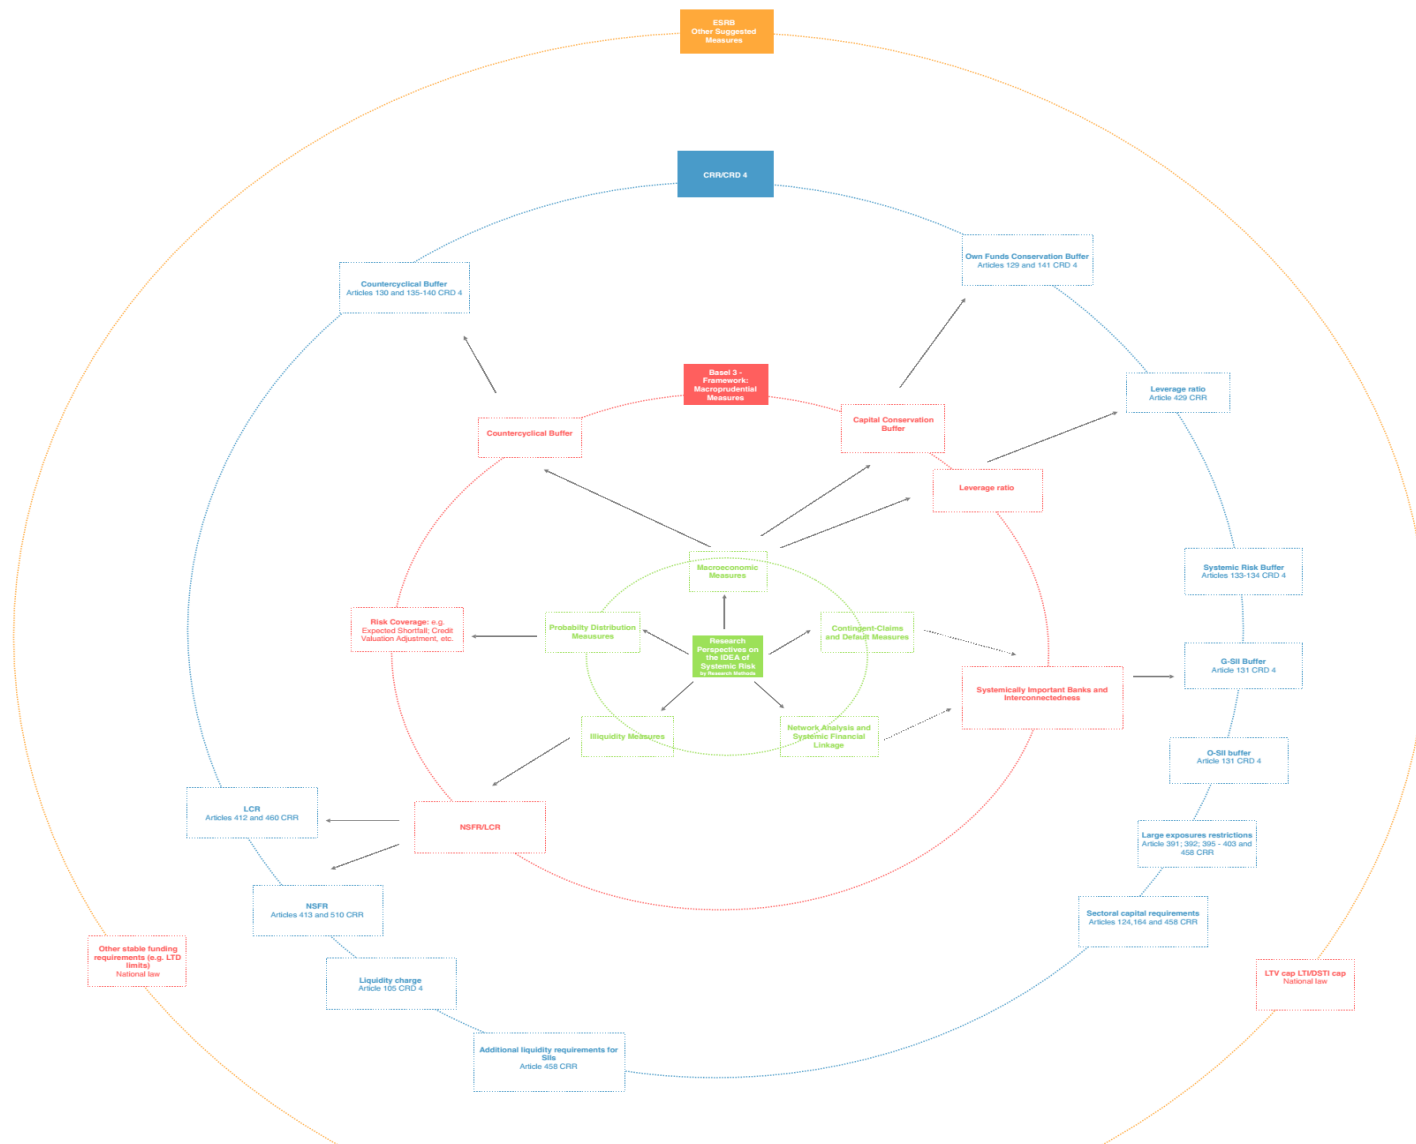 ESRB
Other Suggested
Measures
CRR/CRD 4
Own Funds Conservation Buffer
Articles 129 and 141 CRD 4
Countercyclical Buffer
Articles 130 and 135-140 CRD 4
Basel 3 -
Framework:
Macroprudential
Measures
Leverage ratio
Article 429 CRR
Capital Conservation
Buffer
Countercyclical Buffer
Leverage ratio
Macroeconomic
Measures
Systemic Risk Buffer
Articles 133-134 CRD 4
Risk Coverage: e.g.
Expected Shortfall; Credit
Valuation Adjustment, etc.
Probabilty Distribution
Meausures
Contingent-Claims
and Default Measures
Research
Perspectives on
the IDEA of
Systemic Risk
by Research Methods
G-SII Buffer
Article 131 CRD 4
Systemically Important Banks and
Interconnectedness
Illiquidity Measures
Network Analysis and
Systemic Financial
Linkage
O-SII buffer
Article 131 CRD 4
LCR
Articles 412 and 460 CRR
NSFR/LCR
Large exposures restrictions
Article 391; 392; 395 - 403 and
458 CRR
NSFR
Articles 413 and 510 CRR
Sectoral capital requirements
Articles 124,164 and 458 CRR
Other stable funding
requirements (e.g. LTD
limits)
National law
Liquidity charge
Article 105 CRD 4
LTV cap LTI/DSTI cap
National law
Additional liquidity requirements for
SIIs
Article 458 CRR